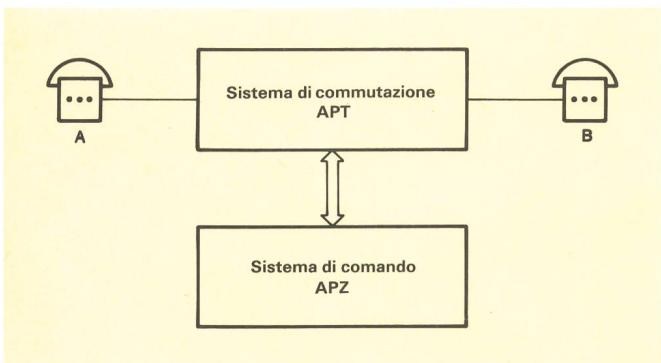 Sistema di commutazione
APT
A
B
Sistema di comando
APZ